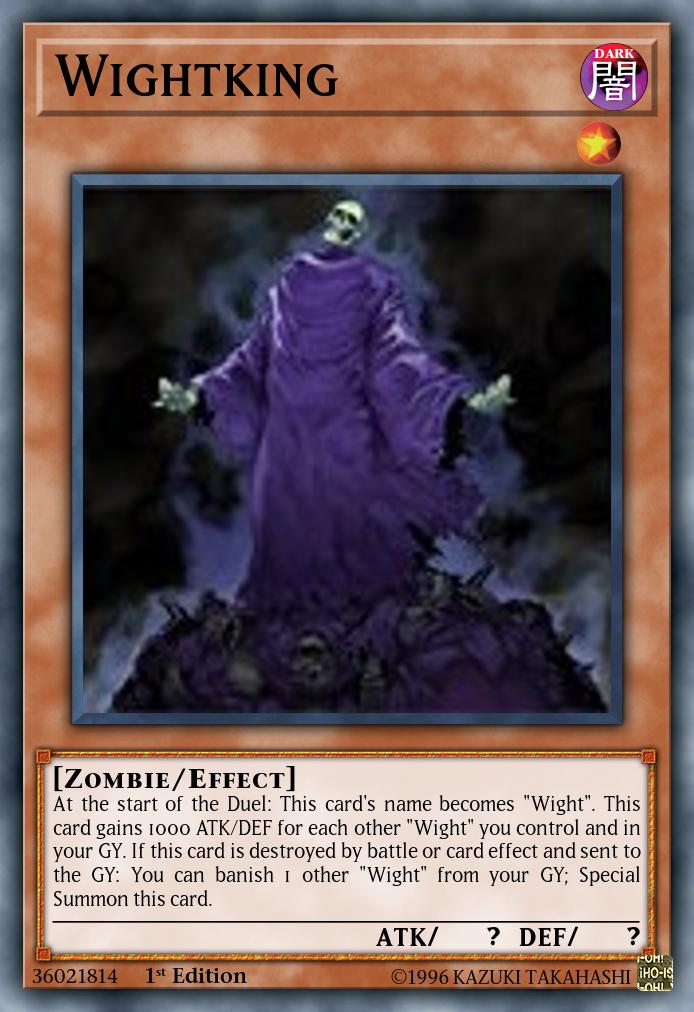 Wightking
DARK
闇
[Zombie/Effect]
At the start of the Duel: This card's name becomes "Wight". This
card gains 1000 ATK/DEF for each other "Wight" you control and in
your GY. If this card is destroyed by battle or card effect and sent to
the GY: You can banish 1 other "Wight" from your GY; Special
Summon this card.
ATK/ ? DEF/ ?
36021814 1st Edition ©1996 KAZUKI TAKAHASHI